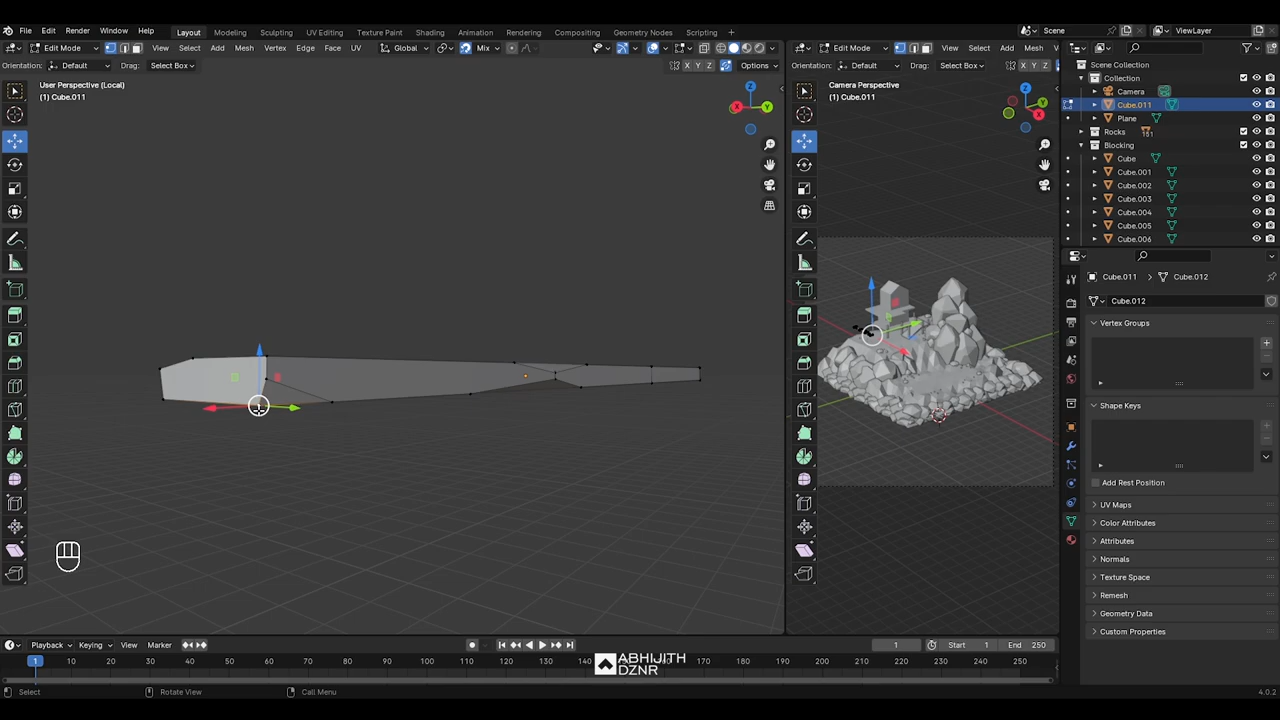 File Edit Render Window Help Layout Modeling Sculpting UV Editing Texture Paint Shading Animation Rendering Compositing Geometry Nodes Scripting Scene ViewLayer
Edit Mode View Select Add Mesh Vertex Edge Face UV Global Mix Edit Mode View Select Add Mesh
Orientation: Default Drag: Select Box X Y Z Options Orientation: Default Drag: Select Box X Y Z
User Perspective (Local)
(1) Cube.011
Z
X
Y
Camera Perspective
(1) Cube.011
Z
Y
X
Scene Collection
Collection
Camera
Cube.011
Plane
Rocks 151
Blocking
Cube
Cube.001
Cube.002
Cube.003
Cube.004
Cube.005
Cube.006
Cube.011 Cube.012
Cube.012
Vertex Groups
Shape Keys
Add Rest Position
UV Maps
Color Attributes
Attributes
Normals
Texture Space
Remesh
Geometry Data
Custom Properties
Playback Keying View Marker 1 Start 1 End 250
1 10 20 30 40 50 60 70 80 90 100 110 120 130 140 150 160 170 180 190 200 210 220 230 240 250
ABHIJITH
DZNR
Select Rotate View Call Menu 4.0.2